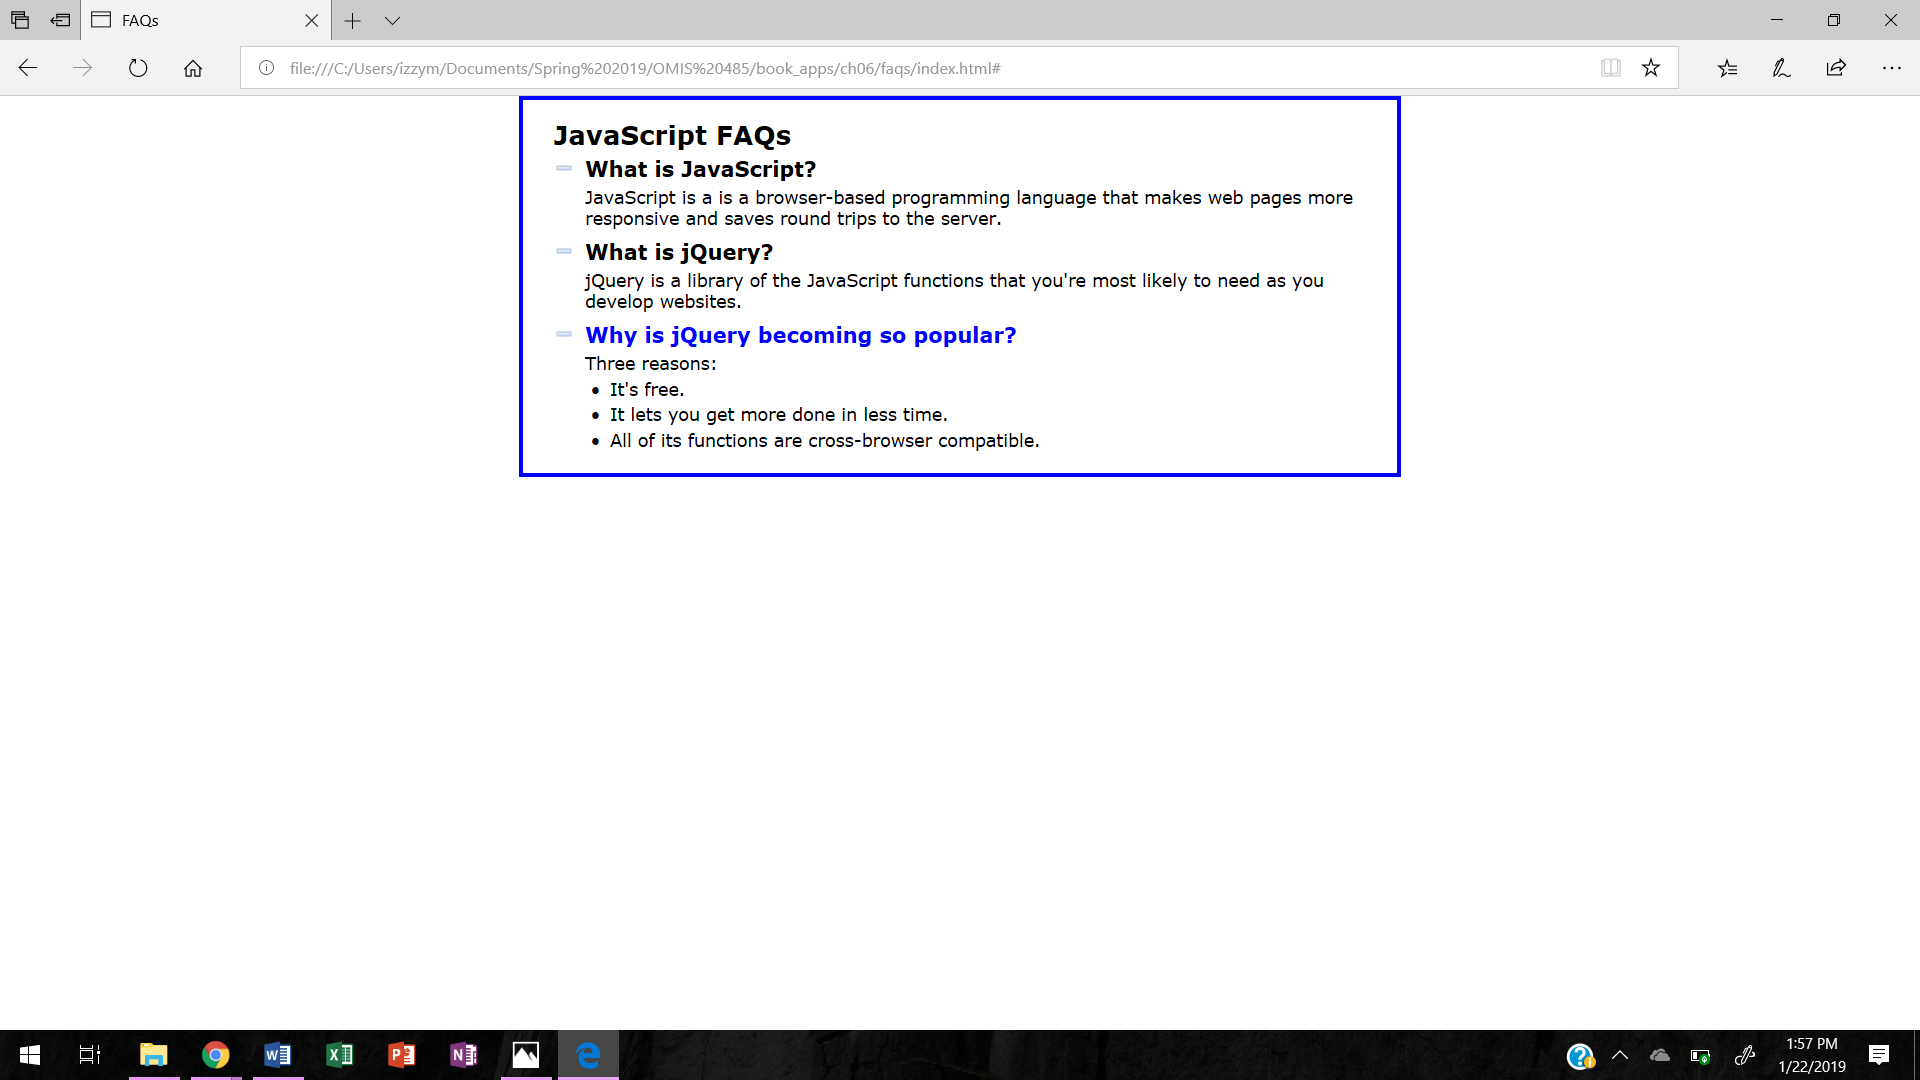 FAQs
file:///C:/Users/izzym/Documents/Spring%202019/OMIS%20485/book_apps/ch06/faqs/index.html#
JavaScript FAQs
What is JavaScript?
JavaScript is a is a browser-based programming language that makes web pages more
responsive and saves round trips to the server.
What is jQuery?
jQuery is a library of the JavaScript functions that you're most likely to need as you
develop websites.
Why is jQuery becoming so popular?
Three reasons:
• It's free.
• It lets you get more done in less time.
• All of its functions are cross-browser compatible.
1:57 PM
1/22/2019